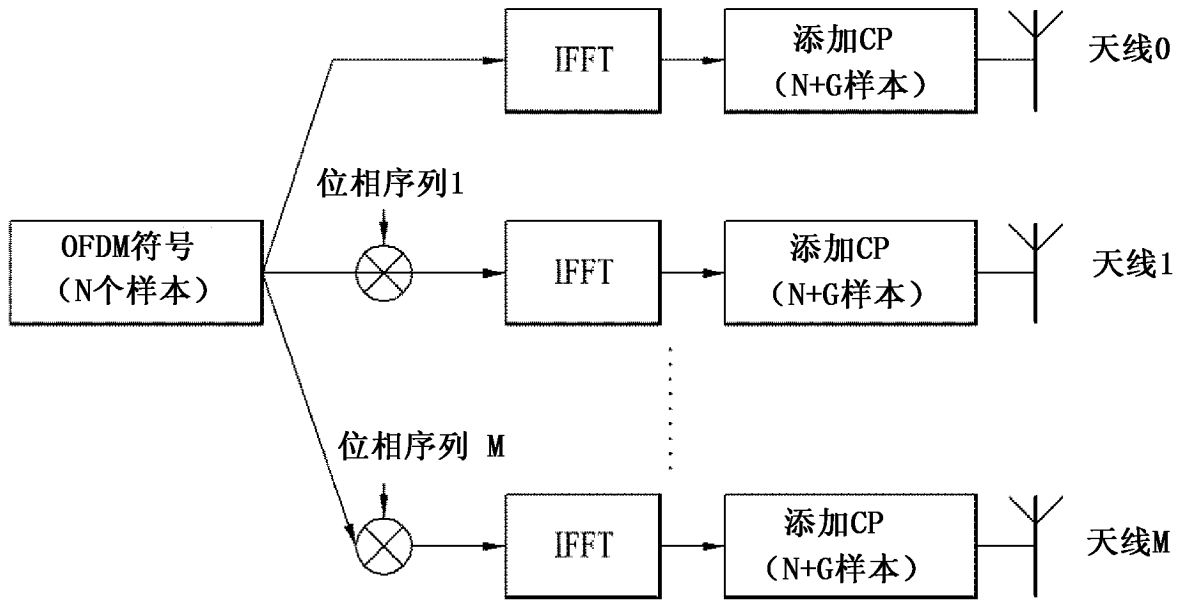 IFFT
添加CP
（N+G样本）
天线0
位相序列1
OFDM符号
（N个样本）
IFFT
添加CP
（N+G样本）
天线1
位相序列 M
IFFT
添加CP
（N+G样本）
天线M